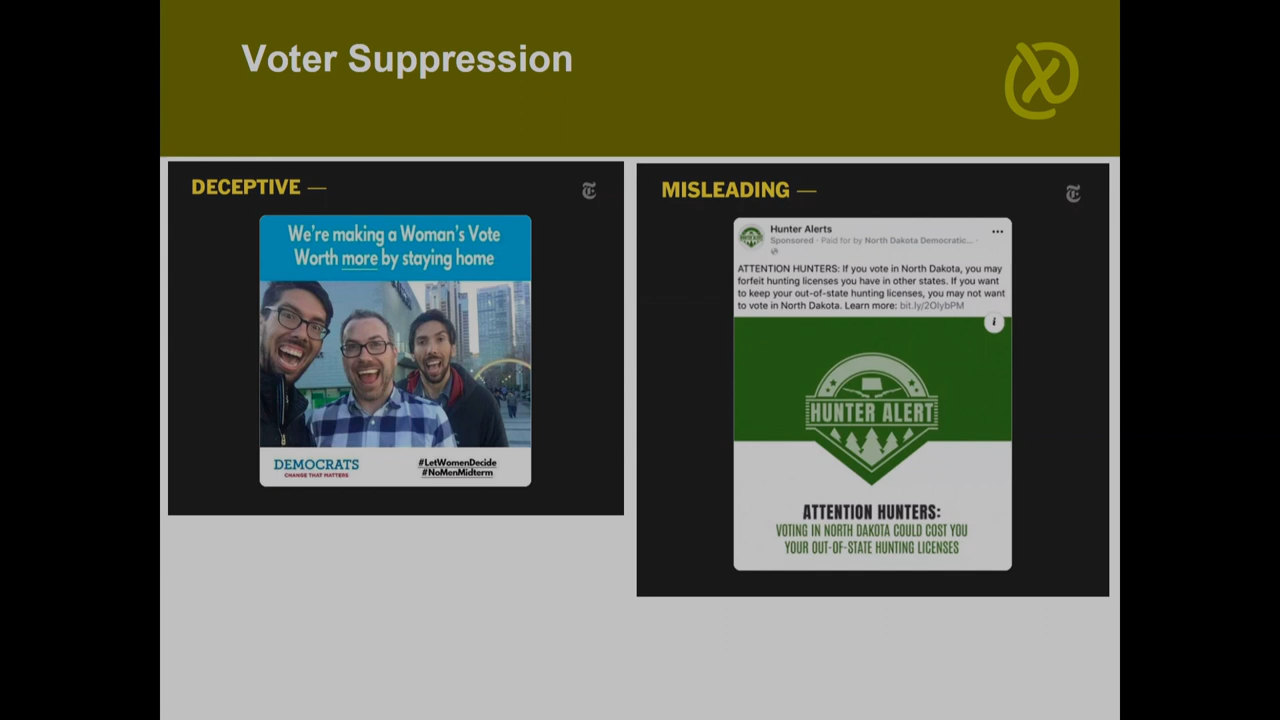 Voter Suppression
DECEPTIVE —
We're making a Woman's Vote
Worth more by staying home
DEMOCRATS
CHANGE THAT MATTERS
#LetWomenDecide
#NoMenMidterm
MISLEADING —
Hunter Alerts
Sponsored · Paid for by North Dakota Democratic... ·
ATTENTION HUNTERS: If you vote in North Dakota, you may
forfeit hunting licenses you have in other states. If you want
to keep your out-of-state hunting licenses, you may not want
to vote in North Dakota. Learn more: bit.ly/2OIybPM
HUNTER ALERT
ATTENTION HUNTERS:
VOTING IN NORTH DAKOTA COULD COST YOU
YOUR OUT-OF-STATE HUNTING LICENSES